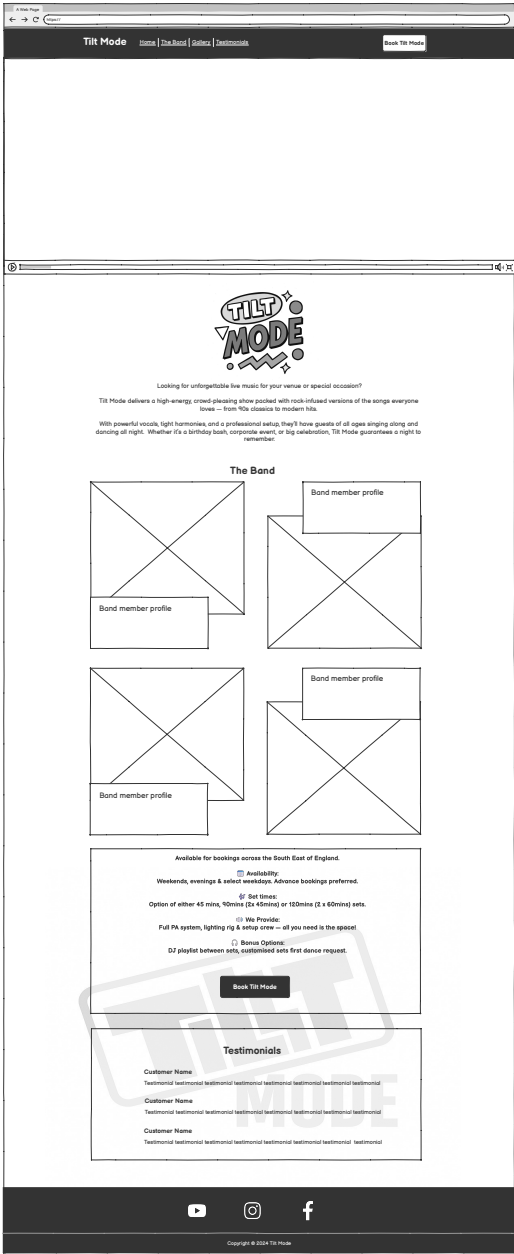 A Web Page
https://
Tilt Mode
Home | The Band | Gallery | Testimonials
Book Tilt Mode
TILT
MODE
Looking for unforgettable live music for your venue or special occasion?
Tilt Mode delivers a high-energy, crowd-pleasing show packed with rock-infused versions of the songs everyone
loves — from 90s classics to modern hits.
With powerful vocals, tight harmonies, and a professional setup, they'll have guests of all ages singing along and
dancing all night. Whether it's a birthday bash, corporate event, or big celebration, Tilt Mode guarantees a night to
remember.
The Band
Band member profile
Band member profile
Band member profile
Band member profile
Available for bookings across the South East of England.
Availability:
Weekends, evenings & select weekdays. Advance bookings preferred.
Set times:
Option of either 45 mins, 90mins (2x 45mins) or 120mins (2 x 60mins) sets.
We Provide:
Full PA system, lighting rig & setup crew — all you need is the space!
Bonus Options:
DJ playlist between sets, customised sets first dance request.
Book Tilt Mode
TILT
MODE
Testimonials
Customer Name
Testimonial testimonial testimonial testimonial testimonial testimonial testimonial testimonial
Customer Name
Testimonial testimonial testimonial testimonial testimonial testimonial testimonial testimonial
Customer Name
Testimonial testimonial testimonial testimonial testimonial testimonial testimonial testimonial
Copyright © 2024 Tilt Mode